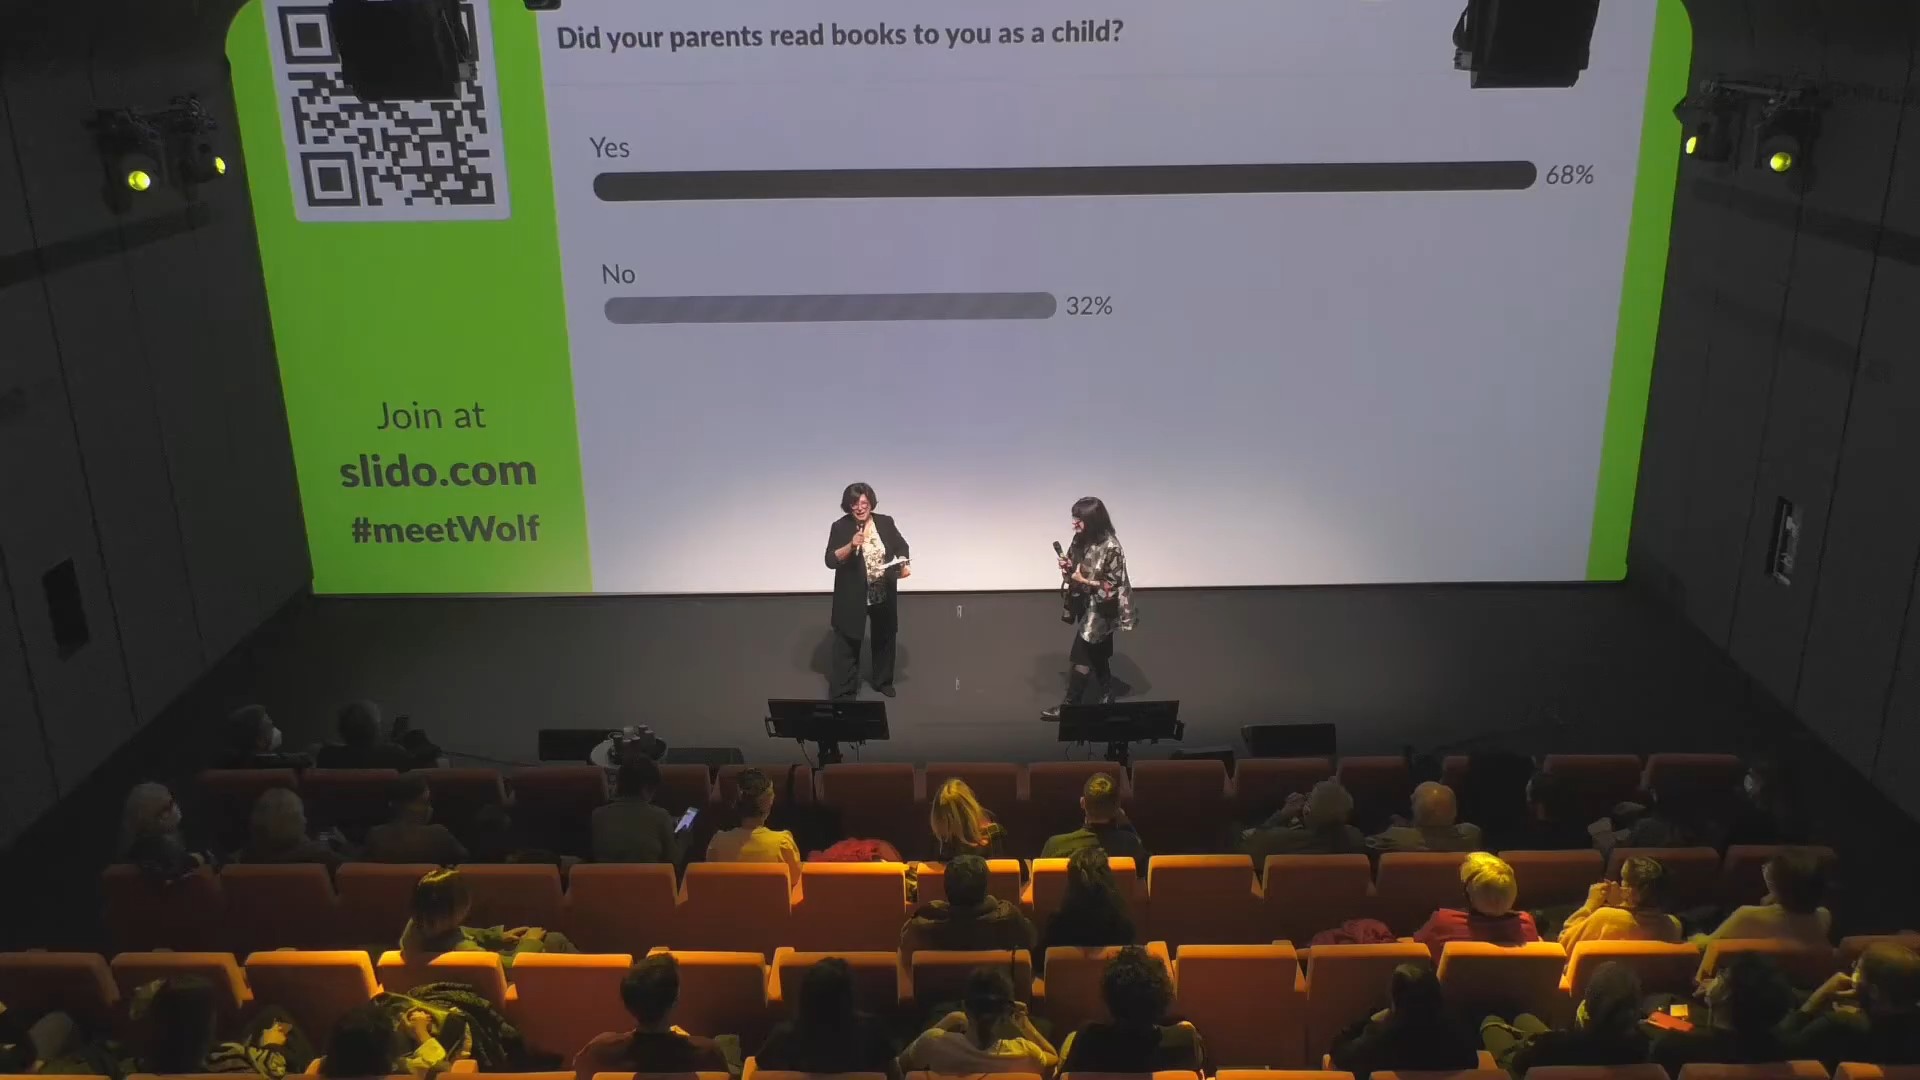 Did your parents read books to you as a child?
Yes
68%
No
32%
Join at
slido.com
#meetWolf